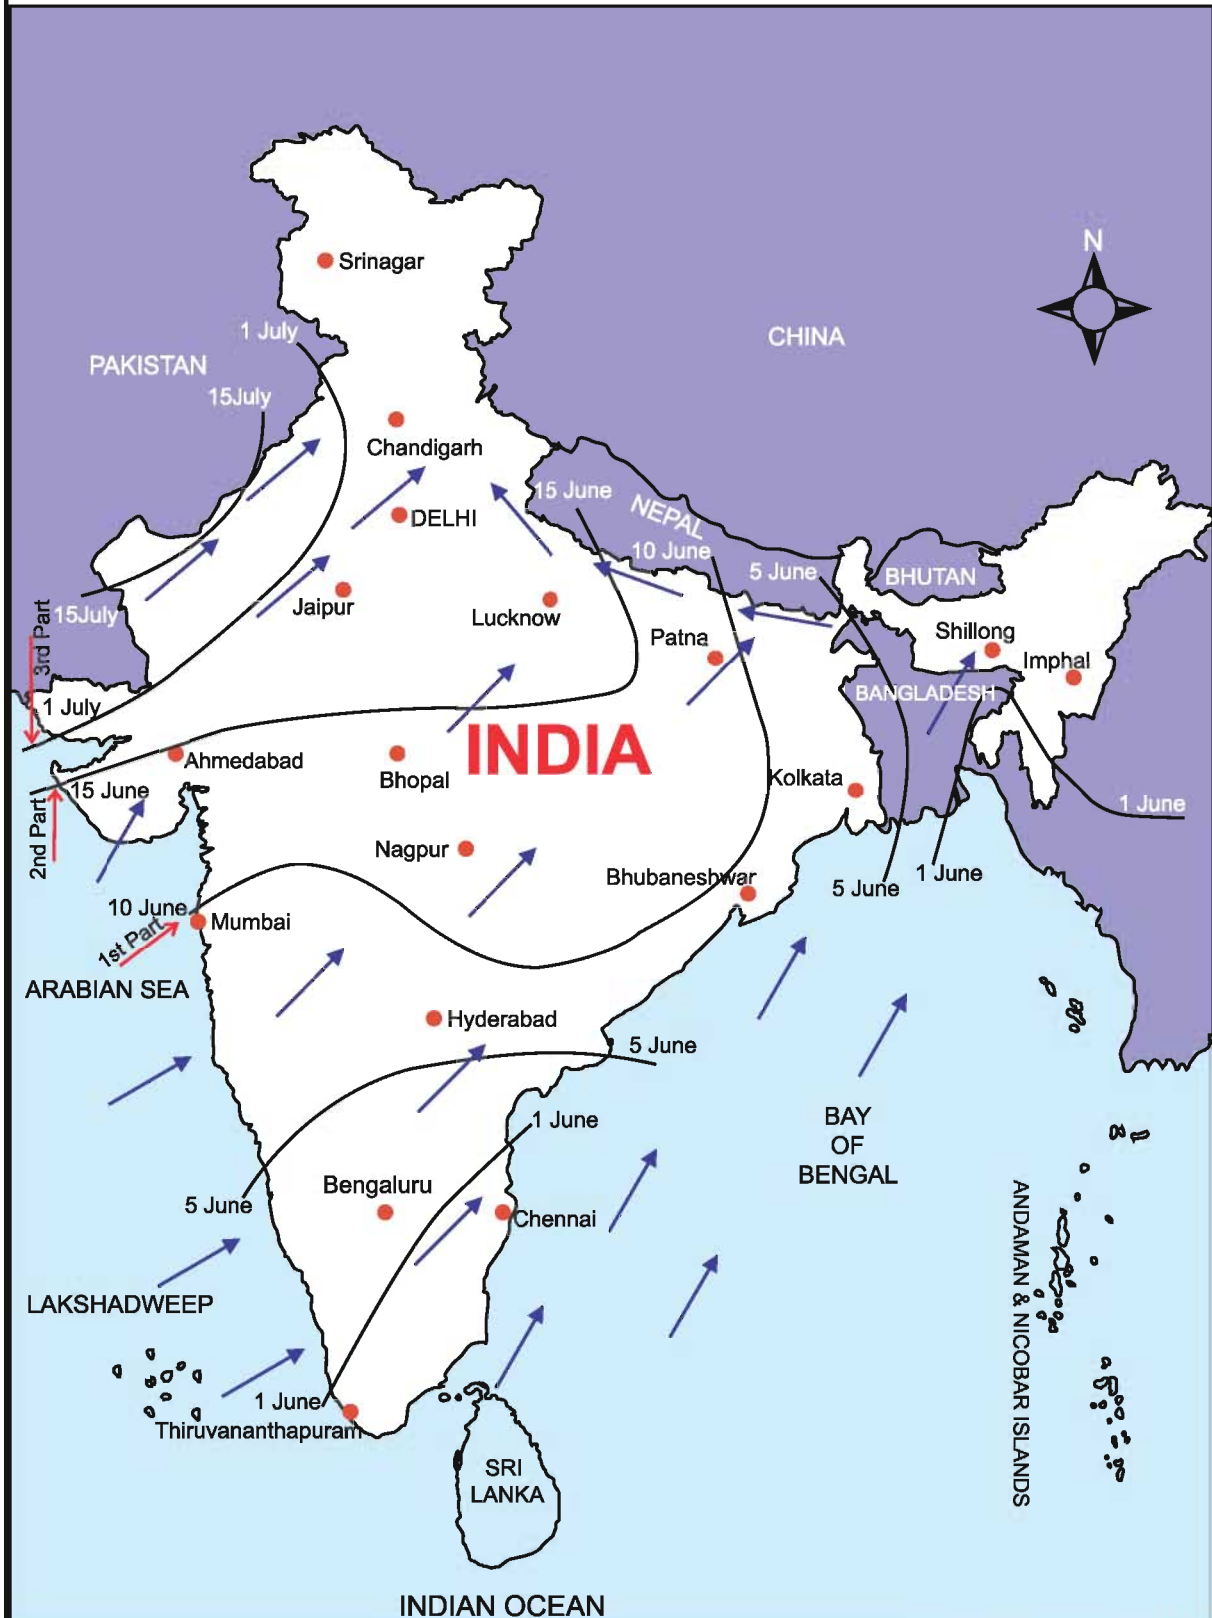 N
Srinagar
1 July
CHINA
PAKISTAN
15July
Chandigarh
15 June
NEPAL
DELHI
10 June
5 June
BHUTAN
15July
Jaipur
Lucknow
Shillong
Patna
Imphal
3rd Part
BANGLADESH
1 July
INDIA
Ahmedabad
Bhopal
Kolkata
15 June
1 June
2nd Part
Nagpur
Bhubaneshwar
5 June
1 June
10 June
Mumbai
1st Part
ARABIAN SEA
Hyderabad
5 June
1 June
BAY
OF
BENGAL
Bengaluru
5 June
Chennai
ANDAMAN & NICOBAR ISLANDS
LAKSHADWEEP
1 June
Thiruvananthapuram
SRI
LANKA
INDIAN OCEAN